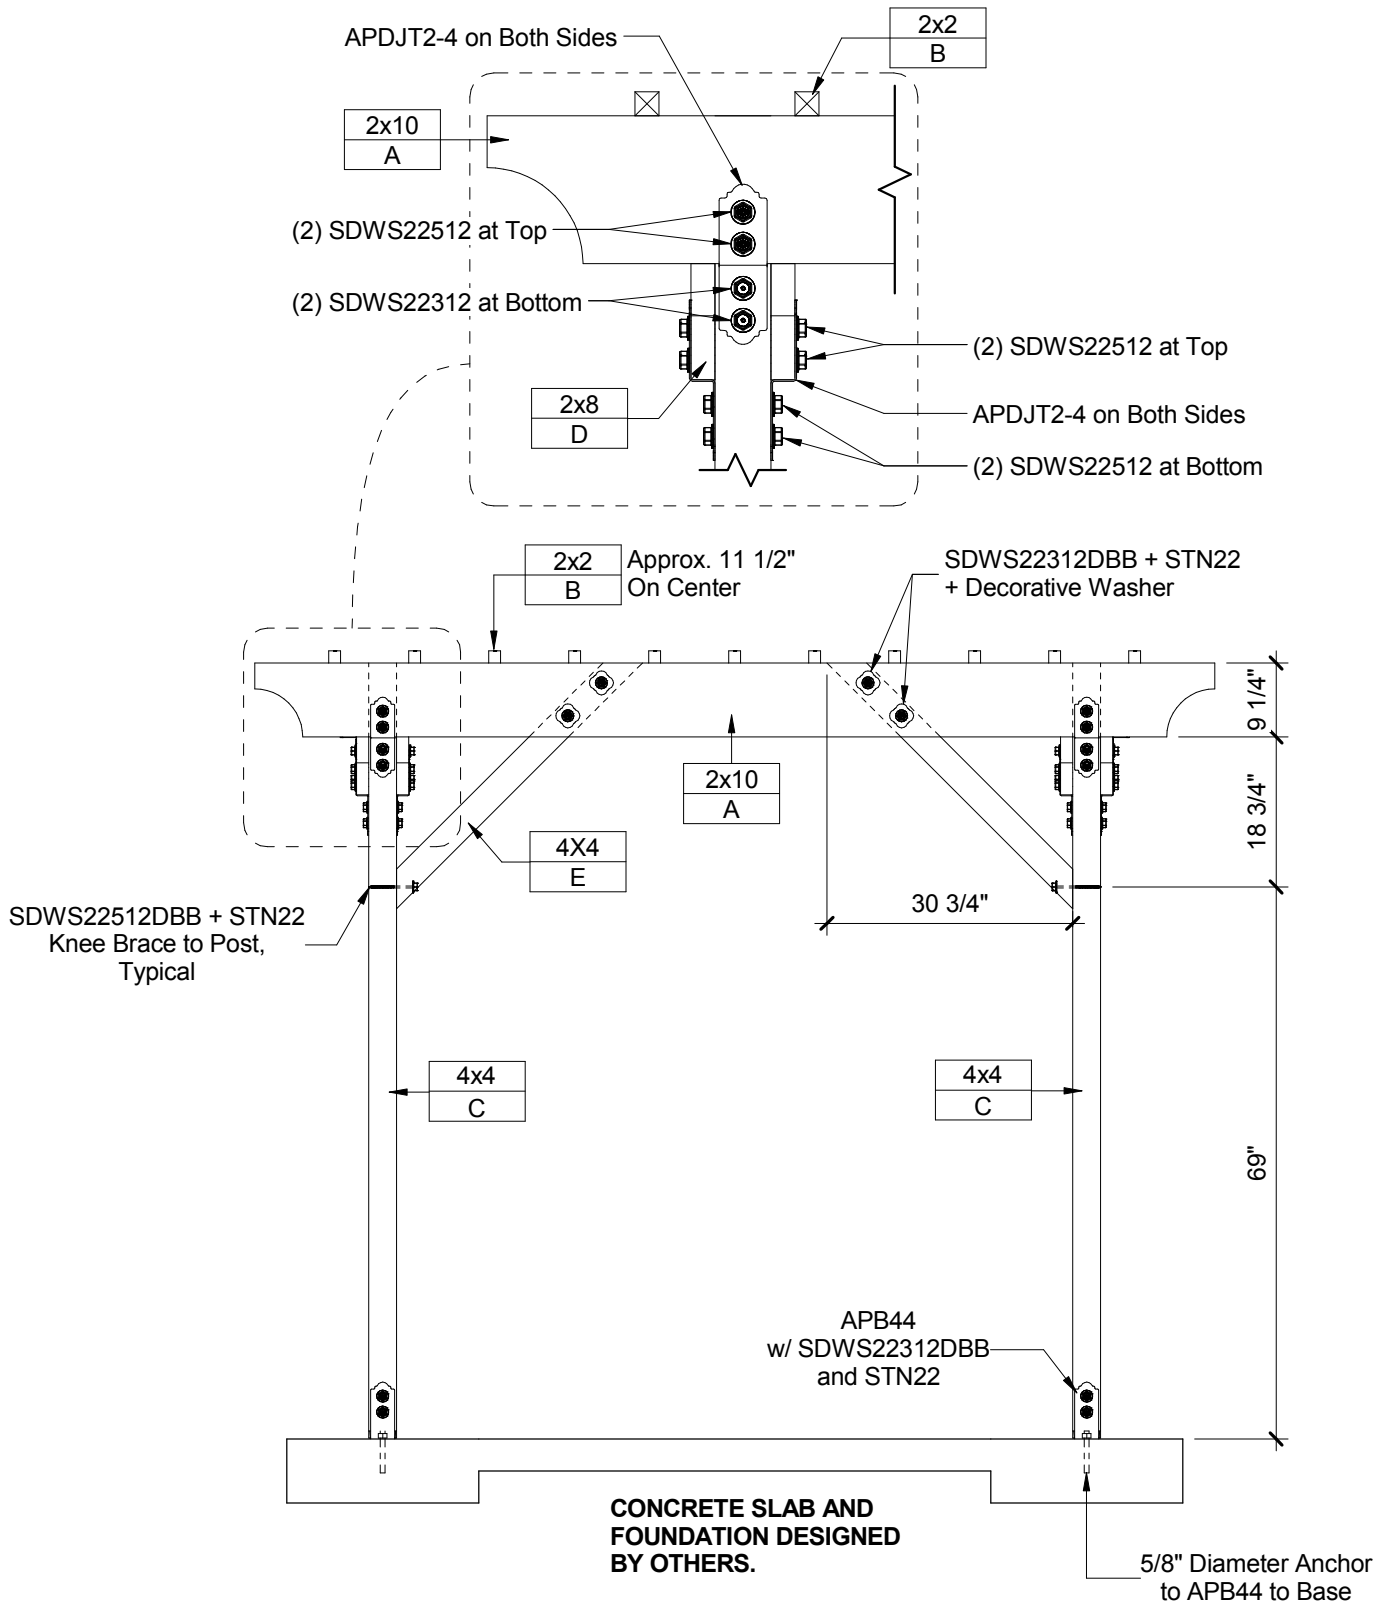 APDJT2-4 on Both Sides
2x2
B
2x10
A
(2) SDWS22512 at Top
(2) SDWS22312 at Bottom
(2) SDWS22512 at Top
2x8
D
APDJT2-4 on Both Sides
(2) SDWS22512 at Bottom
2x2
B
Approx. 11 1/2"
On Center
SDWS22312DBB + STN22
+ Decorative Washer
9 1/4"
2x10
A
18 3/4"
4X4
E
30 3/4"
SDWS22512DBB + STN22
Knee Brace to Post,
Typical
4x4
C
4x4
C
69"
APB44
w/ SDWS22312DBB
and STN22
CONCRETE SLAB AND
FOUNDATION DESIGNED
BY OTHERS.
5/8" Diameter Anchor
to APB44 to Base